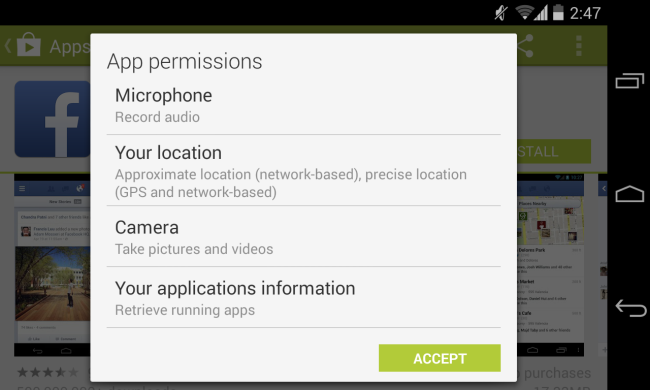 2:47
Apps
App permissions
Microphone
Record audio
Your location
Approximate location (network-based), precise location
(GPS and network-based)
Camera
Take pictures and videos
Your applications information
Retrieve running apps
ACCEPT
purchases